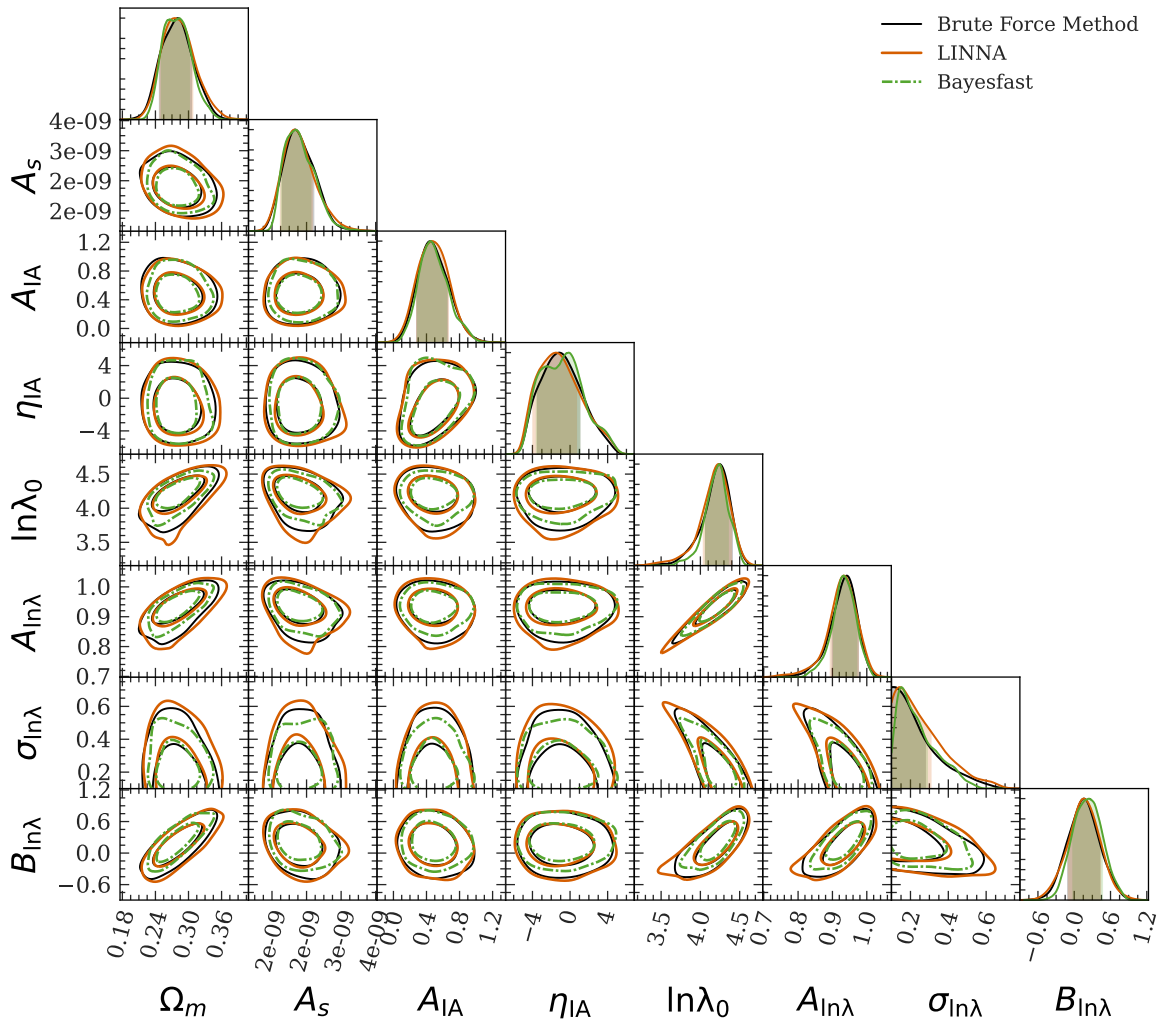 Brute Force Method
LINNA
Bayesfast
4e-09
3e-09
2e-09
2e-09
A_s
1.2
0.8
0.4
0.0
A_IA
4
0
−4
η_IA
4.5
4.0
3.5
lnλ_0
1.0
0.9
0.8
0.7
A_lnλ
0.6
0.4
0.2
σ_lnλ
1.2
0.6
0.0
−0.6
B_lnλ
0.18 0.24 0.30 0.36
2e-09 2e-09 3e-09 4e-09
0.0 0.4 0.8 1.2
−4 0 4
3.5 4.0 4.5
0.7 0.8 0.9 1.0
0.2 0.4 0.6
−0.6 0.0 0.6 1.2
Ω_m A_s A_IA η_IA lnλ_0 A_lnλ σ_lnλ B_lnλ